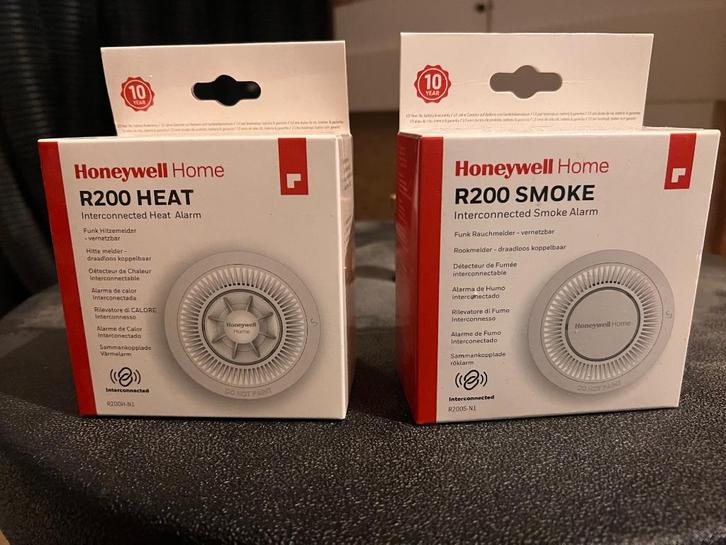 10
YEAR
Honeywell Home
R200 HEAT
Interconnected Heat Alarm
Funk Hitzemelder
- vernetzbar
Hitte melder -
draadloos koppelbaar
Détecteur de Chaleur
Interconnectable
Alarma de calor
Interconectada
Rilevatore di CALORE
Interconnesso
Alarme de Calor
Interconectado
Sammankopplade
Värmelarm
Interconnected
R200H-N1
Honeywell
Home
DO NOT PAINT
10
YEAR
Honeywell Home
R200 SMOKE
Interconnected Smoke Alarm
Funk Rauchmelder - vernetzbar
Rookmelder - draadloos koppelbaar
Détecteur de Fumée
interconnectable
Alarma de Humo
interconectado
Rilevatore di Fumo
Interconnesso
Alarme de Fumo
Interconectado
Sammankopplade
röklarm
Interconnected
R200S-N1
Honeywell Home
DO NOT PAINT